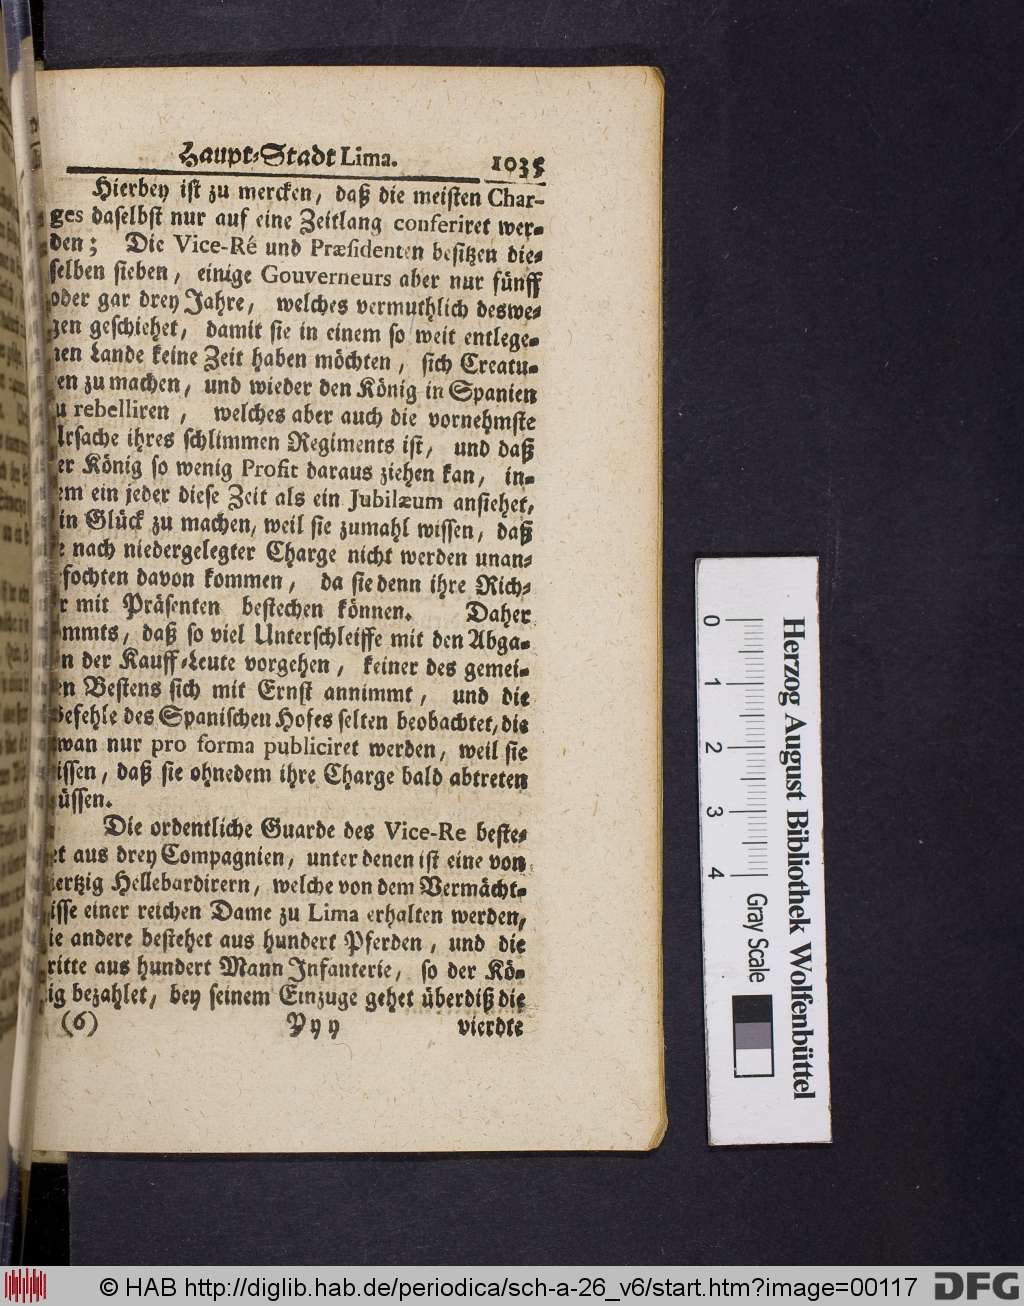 Haupt-Stadt Lima. 1035
Hierbey ist zu mercken, daß die meisten Char-
ges daselbst nur auf eine Zeitlang conferiret wer-
den; Die Vice-Ré und Præsidenten besitzen die-
selben sieben, einige Gouverneurs aber nur fünff
oder gar drey Jahre, welches vermuthlich deswe-
gen geschiehet, damit sie in einem so weit entlege-
nen Lande keine Zeit haben möchten, sich Creatu-
ren zu machen, und wieder den König in Spanien
zu rebelliren, welches aber auch die vornehmste
Ursache ihres schlimmen Regiments ist, und daß
der König so wenig Profit daraus ziehen kan, in-
dem ein jeder diese Zeit als ein Jubilæum ansiehet,
sein Glück zu machen, weil sie zumahl wissen, daß
sie nach niedergelegter Charge nicht werden unan-
gefochten davon kommen, da sie denn ihre Rich-
ter mit Präsenten bestechen können. Daher
kommts, daß so viel Unterschleiffe mit den Abga-
ben der Kauff-Leute vorgehen, keiner des gemei-
nen Bestens sich mit Ernst annimmt, und die
Befehle des Spanischen Hofes selten beobachtet, die
etwan nur pro forma publiciret werden, weil sie
wissen, daß sie ohnedem ihre Charge bald abtreten
müssen.
Die ordentliche Guarde des Vice-Re beste-
het aus drey Compagnien, unter denen ist eine von
viertzig Hellebardirern, welche von dem Vermächt-
nisse einer reichen Dame zu Lima erhalten werden,
die andere bestehet aus hundert Pferden, und die
dritte aus hundert Mann Infanterie, so der Kö-
nig bezahlet, bey seinem Einzuge gehet überdiß die
(6) Yyy vierdte
0 1 2 3 4
Gray Scale
Herzog August Bibliothek Wolfenbüttel
© HAB http://diglib.hab.de/periodica/sch-a-26_v6/start.htm?image=00117 DFG